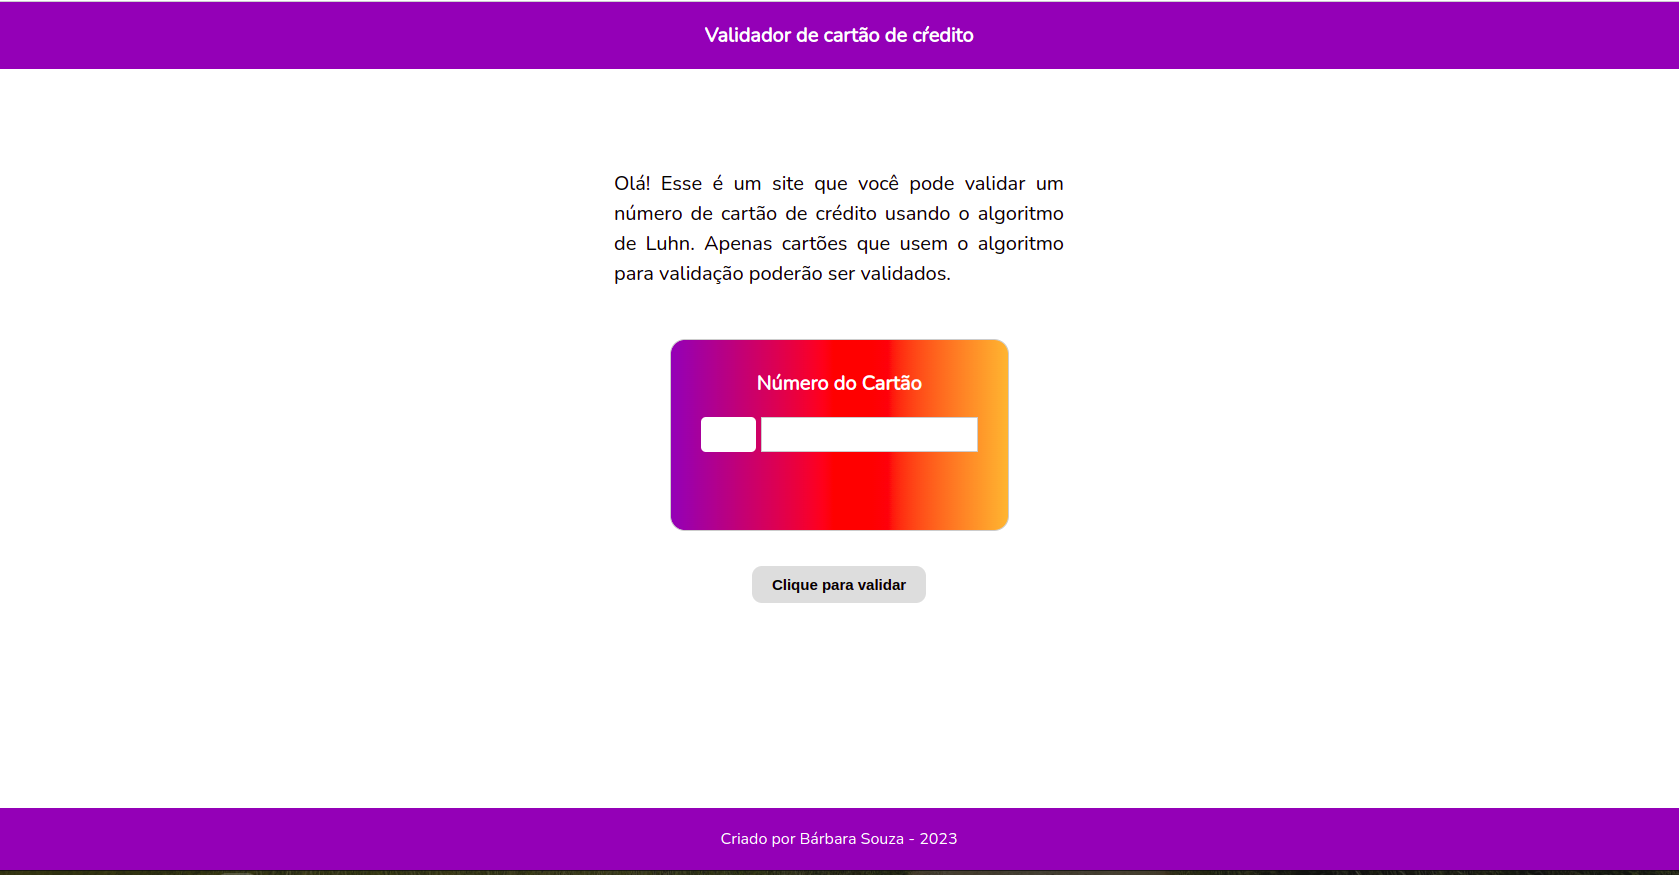 Validador de cartão de cŕedito
Olá! Esse é um site que você pode validar um
número de cartão de crédito usando o algoritmo
de Luhn. Apenas cartões que usem o algoritmo
para validação poderão ser validados.
Número do Cartão
Clique para validar
Criado por Bárbara Souza - 2023